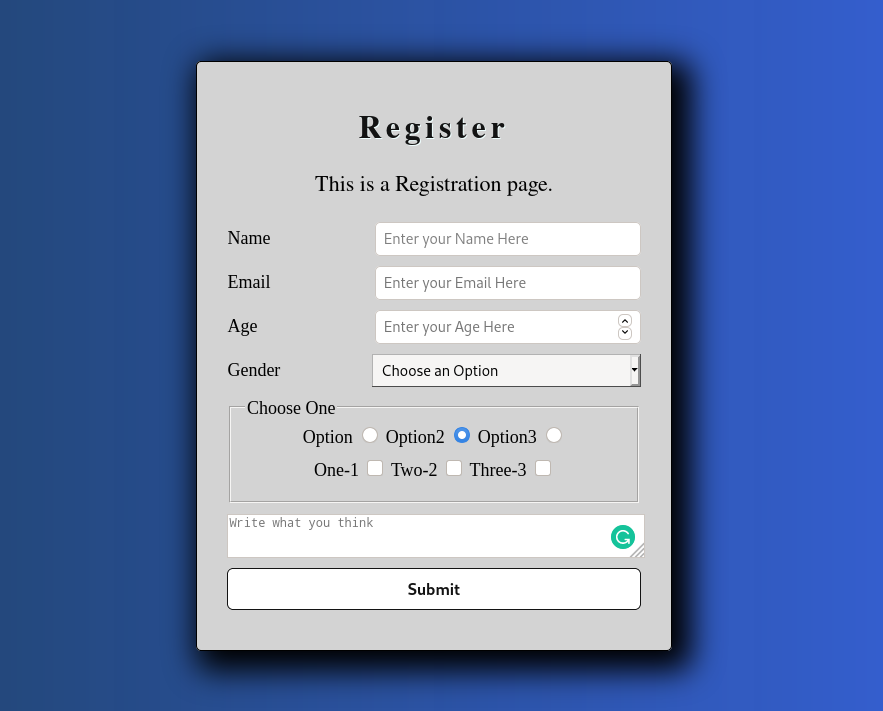 Register
This is a Registration page.
Name Enter your Name Here
Email Enter your Email Here
Age Enter your Age Here
Gender Choose an Option
Choose One
Option Option2 Option3
One-1 Two-2 Three-3
Write what you think
Submit